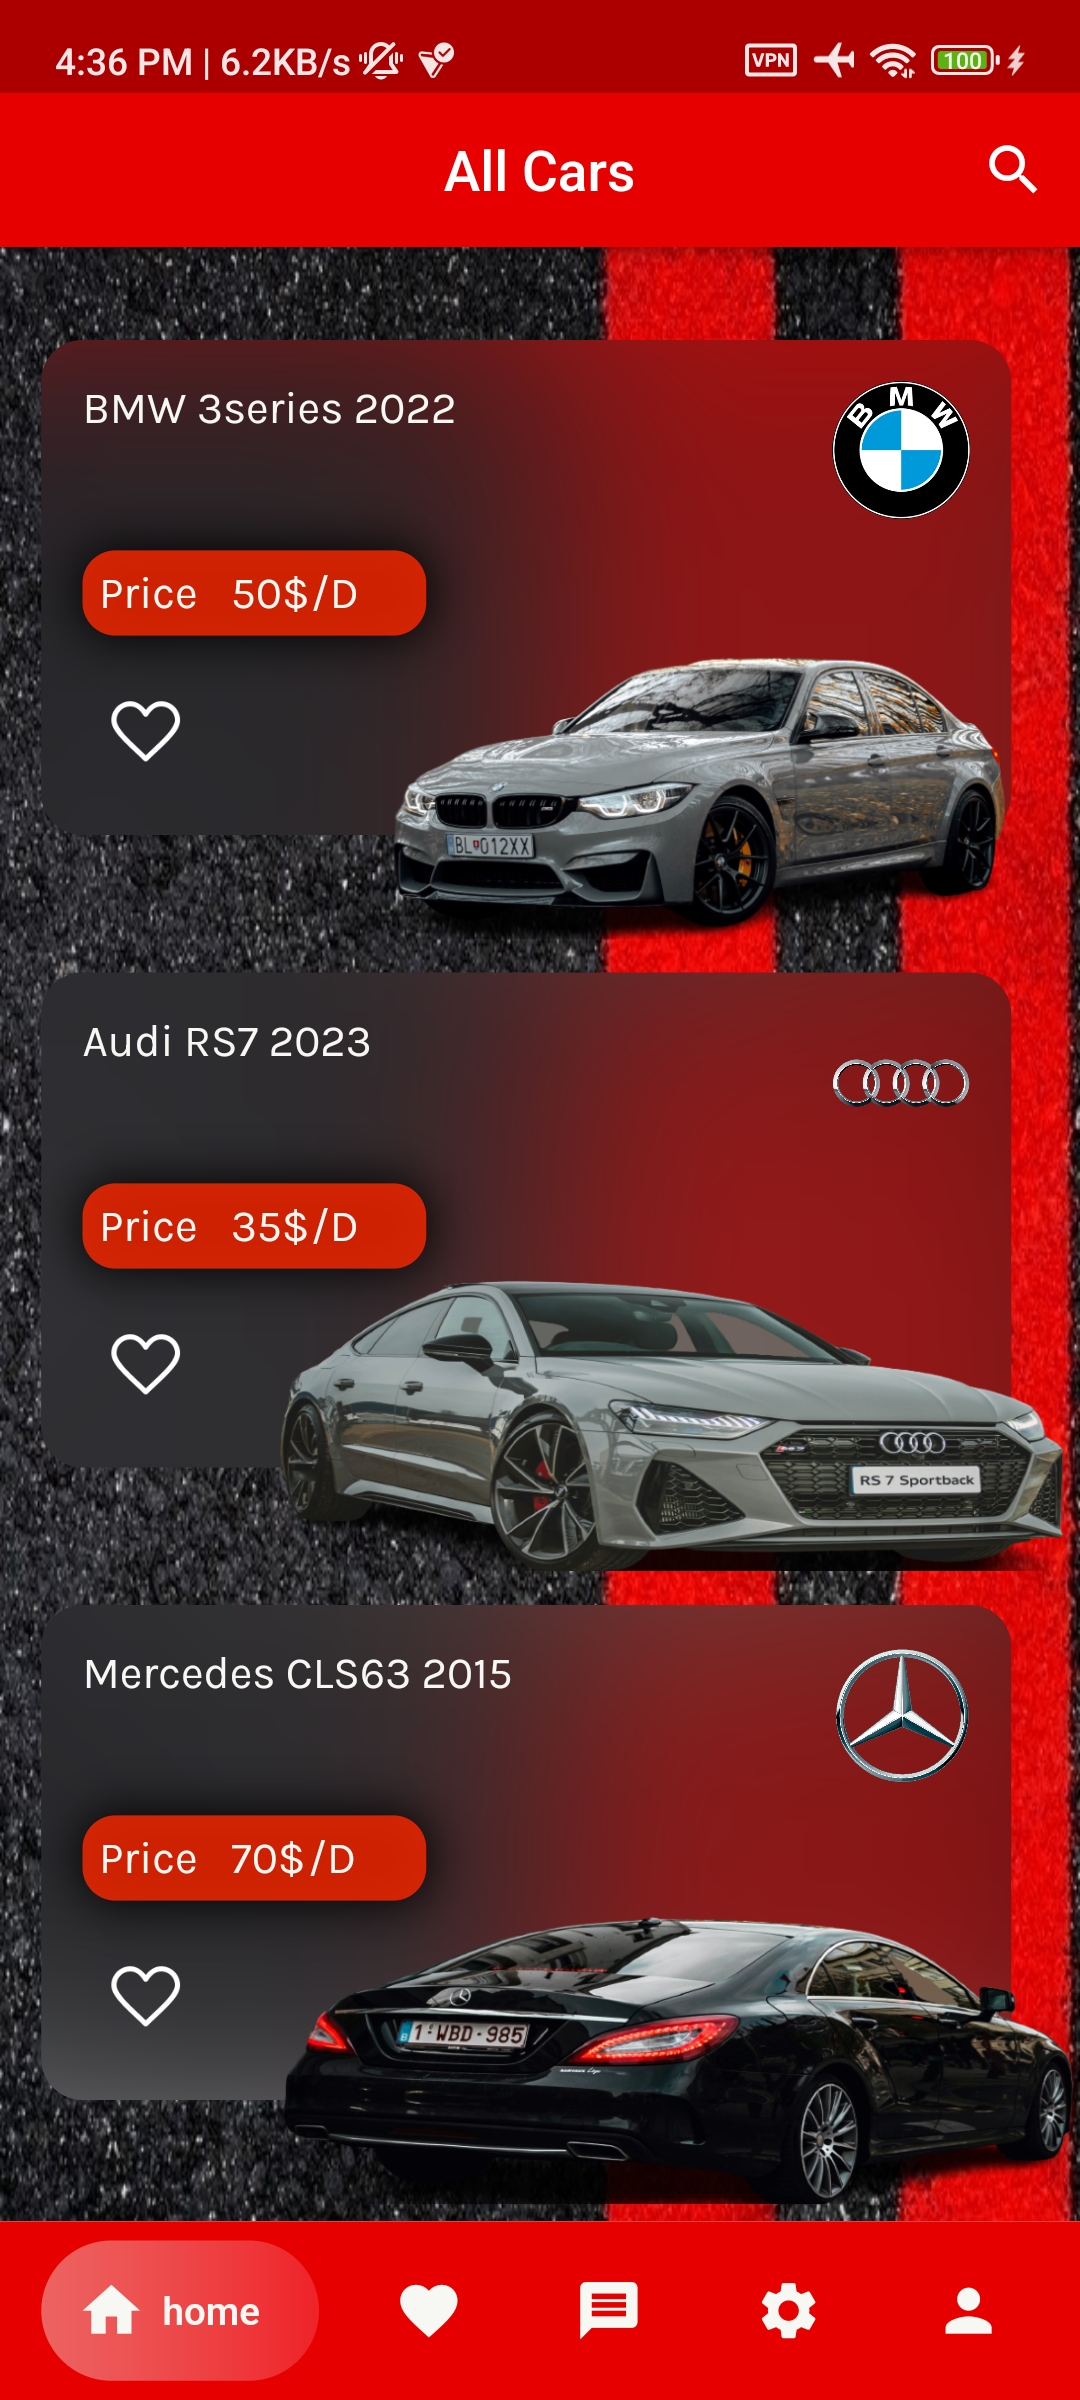 4:36 PM | 6.2KB/s
VPN
100
All Cars
BMW 3series 2022
BMW
Price 50$/D
BL 012XX
Audi RS7 2023
Price 35$/D
RS 7 Sportback
Mercedes CLS63 2015
Price 70$/D
1-WBD-985
home